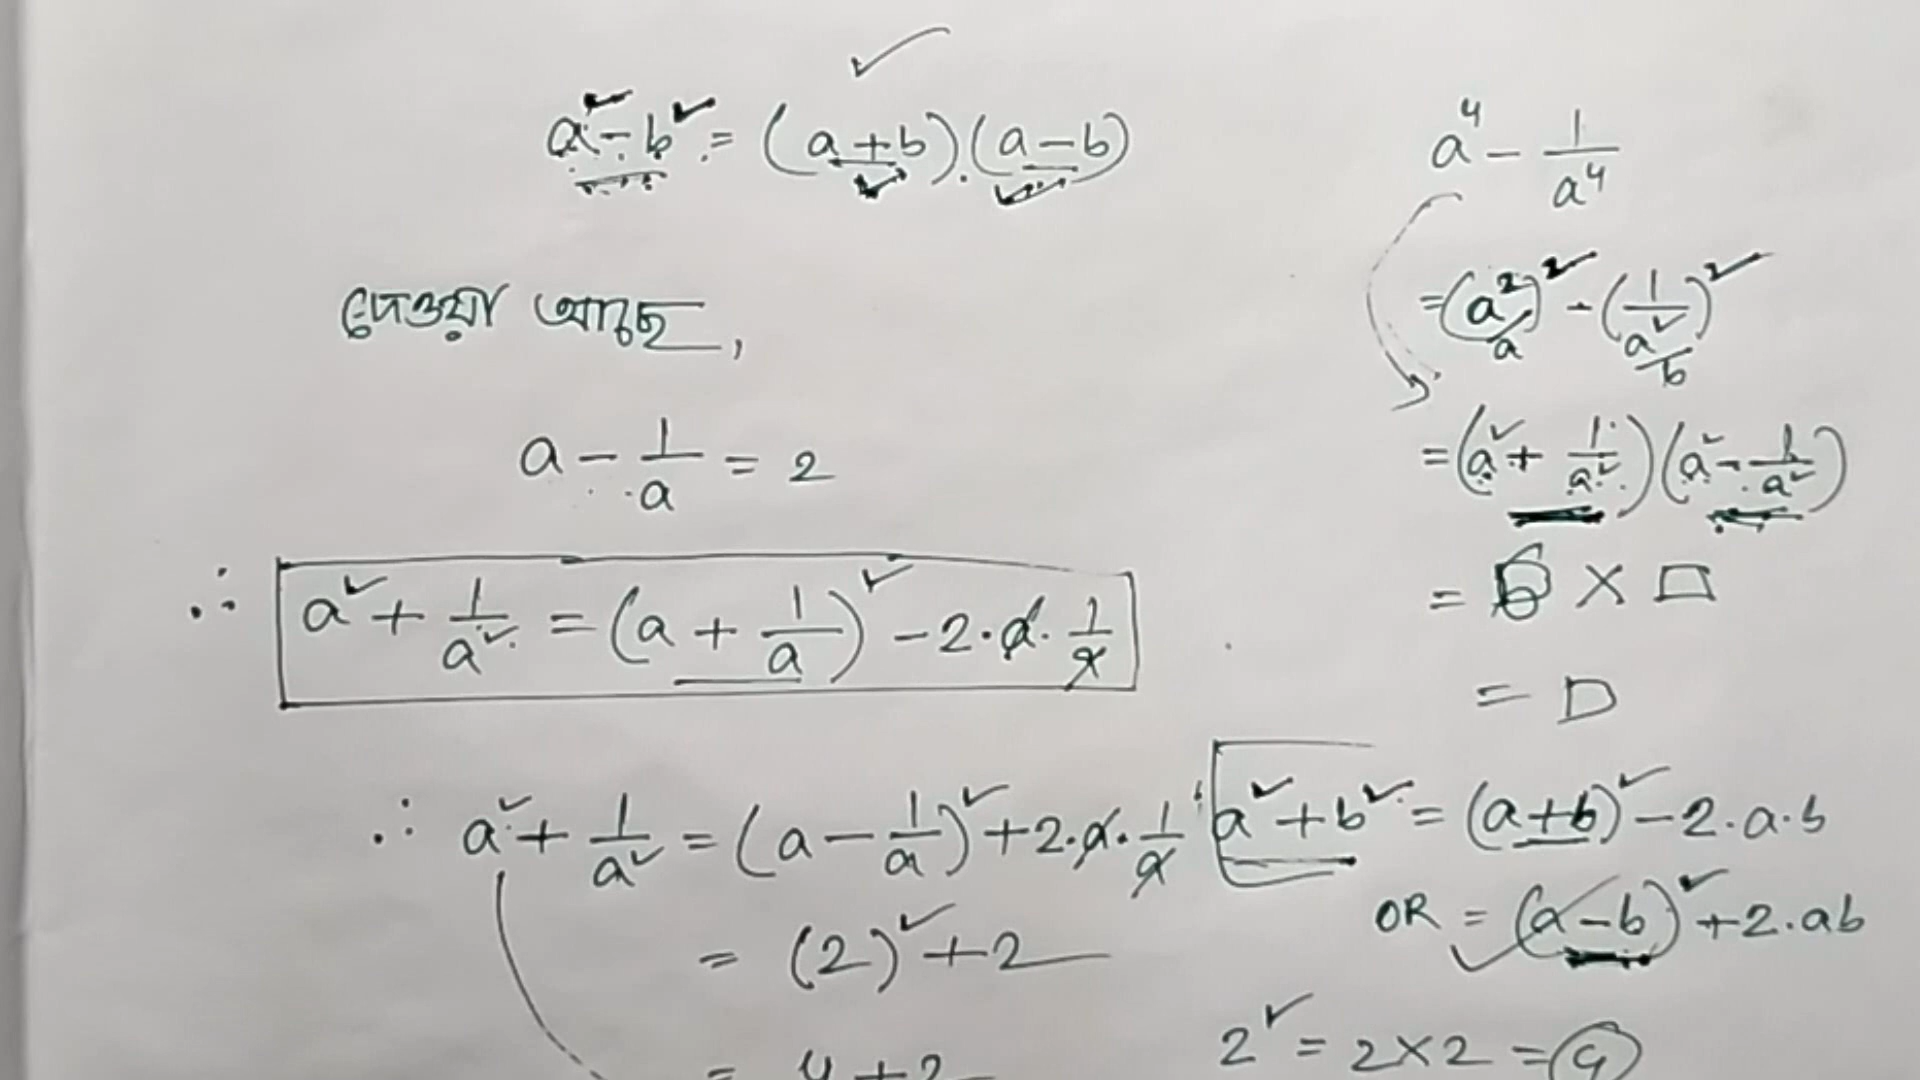 a² - b² = (a+b).(a-b)
দেওয়া আছে,
a - 1/a = 2
∴ a² + 1/a² = (a + 1/a)² - 2·a·1/a
∴ a² + 1/a² = (a - 1/a)² + 2·a·1/a
= (2)² + 2
= 4 + 2
a⁴ - 1/a⁴
= (a²)² - (1/a²)²
a b
= (a² + 1/a²)(a² - 1/a²)
= 6 × □
= □
a² + b² = (a+b)² - 2·a·b
OR = (a-b)² + 2·ab
2² = 2×2 = 4